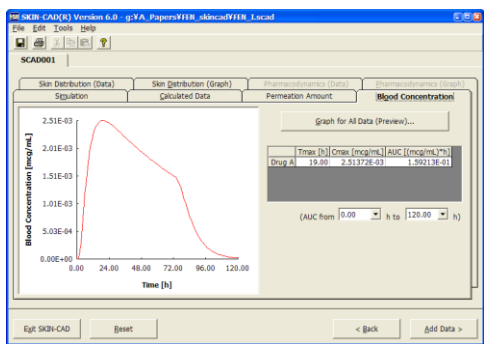 SKIN-CAD(R) Version 6.0 - g:¥A_Papers¥FEN_skincad¥FEN_I.scad
File Edit Tools Help
SCAD001
Skin Distribution (Data) Skin Distribution (Graph) Pharmacodynamics (Data) Pharmacodynamics (Graph)
Simulation Calculated Data Permeation Amount Blood Concentration
Blood Concentration [mcg/mL]
2.51E-03
2.01E-03
1.51E-03
1.01E-03
5.03E-04
0.00E+00
0.00 24.00 48.00 72.00 96.00 120.00
Time [h]
Graph for All Data (Preview)...
Tmax [h] Cmax [mcg/mL] AUC [(mcg/mL)*h]
Drug A 19.00 2.51372E-03 1.59213E-01
(AUC from 0.00 h to 120.00 h)
Exit SKIN-CAD Reset < Back Add Data >